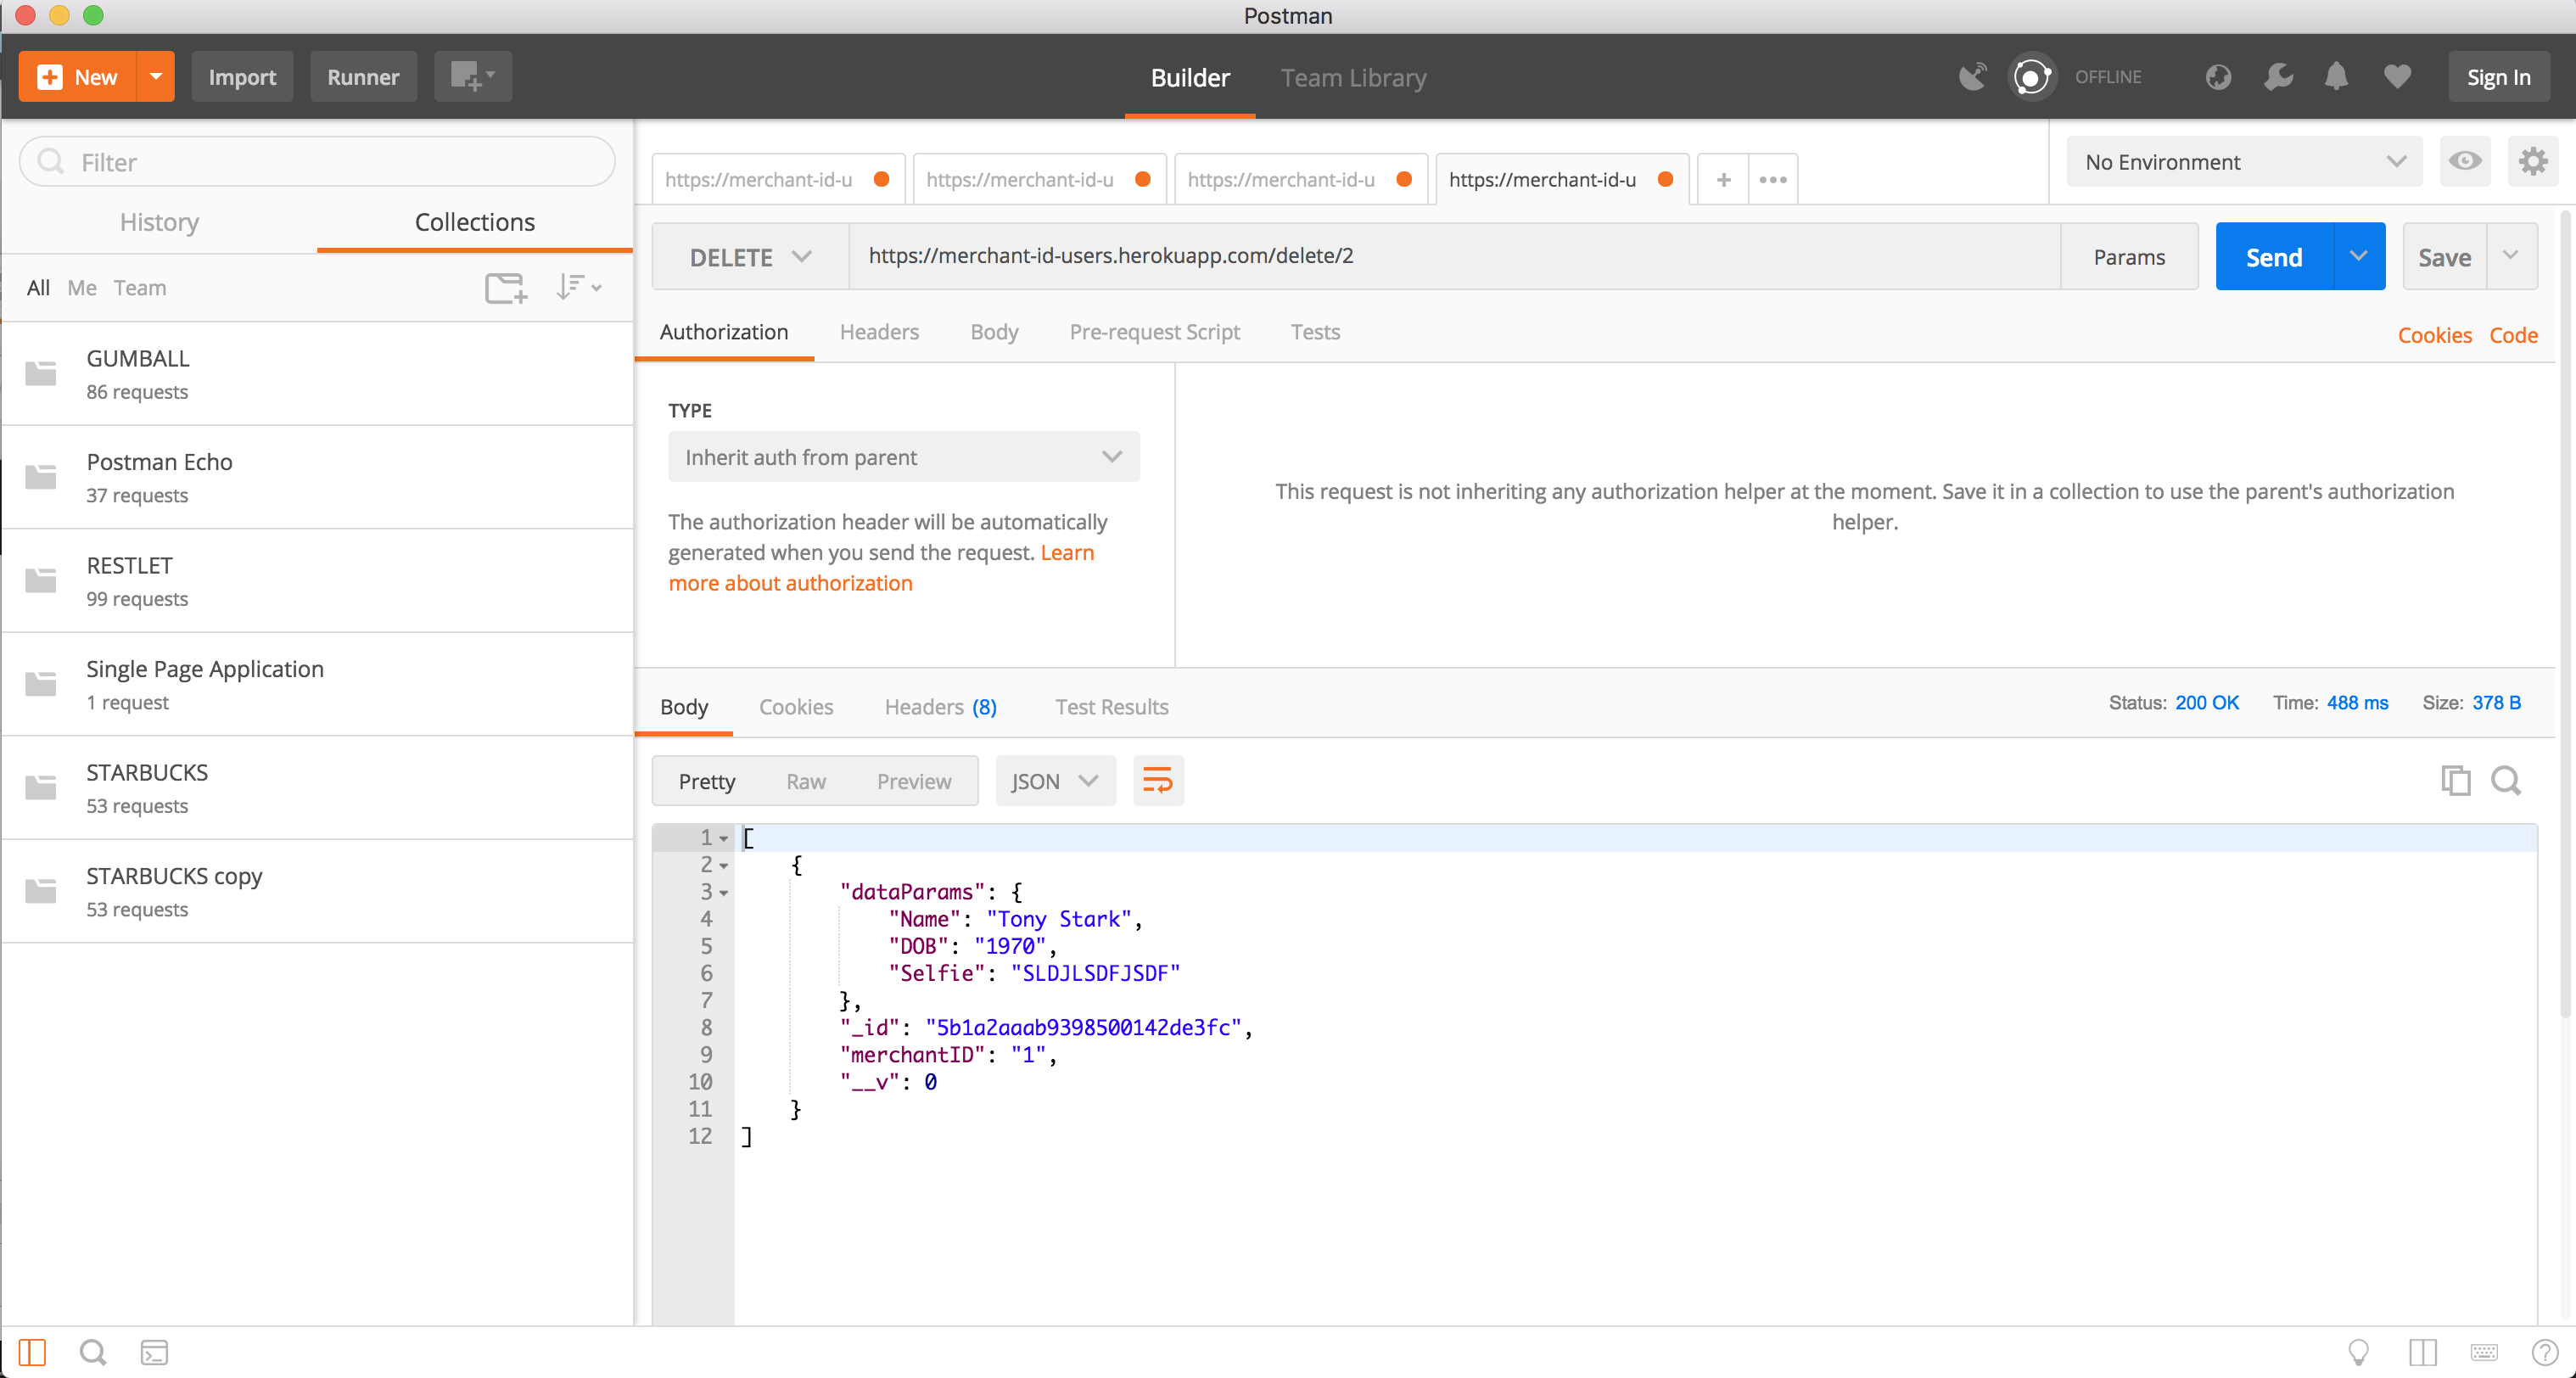 Postman
New
Import
Runner
Builder
Team Library
OFFLINE
Sign In
Filter
History
Collections
All
Me
Team
GUMBALL
86 requests
Postman Echo
37 requests
RESTLET
99 requests
Single Page Application
1 request
STARBUCKS
53 requests
STARBUCKS copy
53 requests
https://merchant-id-u
https://merchant-id-u
https://merchant-id-u
https://merchant-id-u
No Environment
DELETE
https://merchant-id-users.herokuapp.com/delete/2
Params
Send
Save
Authorization
Headers
Body
Pre-request Script
Tests
Cookies
Code
TYPE
Inherit auth from parent
The authorization header will be automatically
generated when you send the request. Learn
more about authorization
This request is not inheriting any authorization helper at the moment. Save it in a collection to use the parent's authorization
helper.
Body
Cookies
Headers (8)
Test Results
Status: 200 OK
Time: 488 ms
Size: 378 B
Pretty
Raw
Preview
JSON
1 [
2 {
3 "dataParams": {
4 "Name": "Tony Stark",
5 "DOB": "1970",
6 "Selfie": "SLDJLSDFJSDF"
7 },
8 "_id": "5b1a2aaab9398500142de3fc",
9 "merchantID": "1",
10 "__v": 0
11 }
12 ]